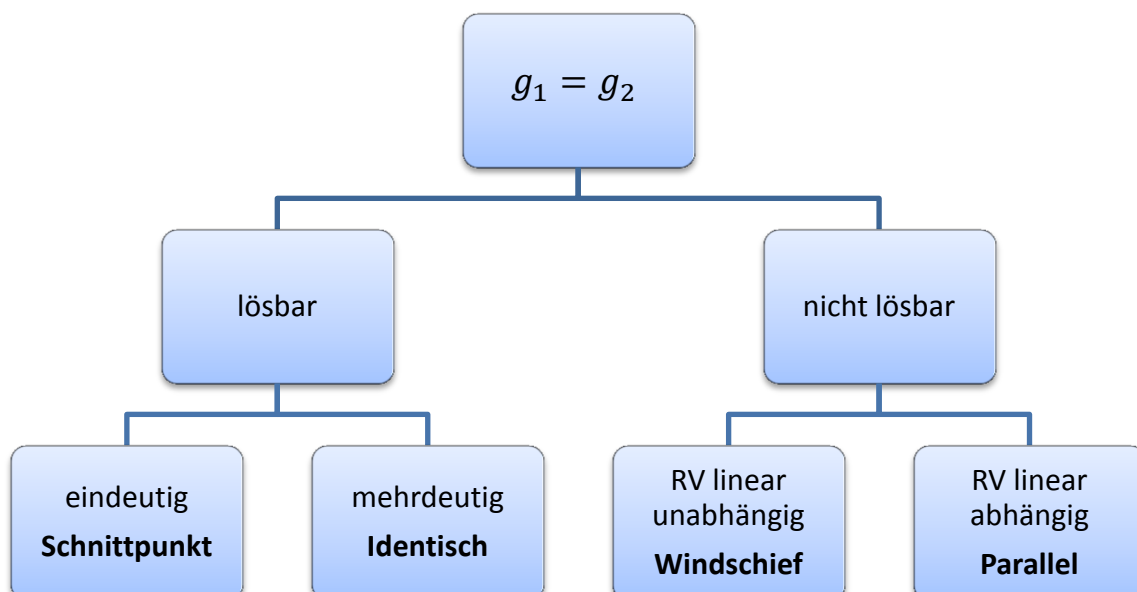 g₁ = g₂
lösbar
nicht lösbar
eindeutig
Schnittpunkt
mehrdeutig
Identisch
RV linear
unabhängig
Windschief
RV linear
abhängig
Parallel